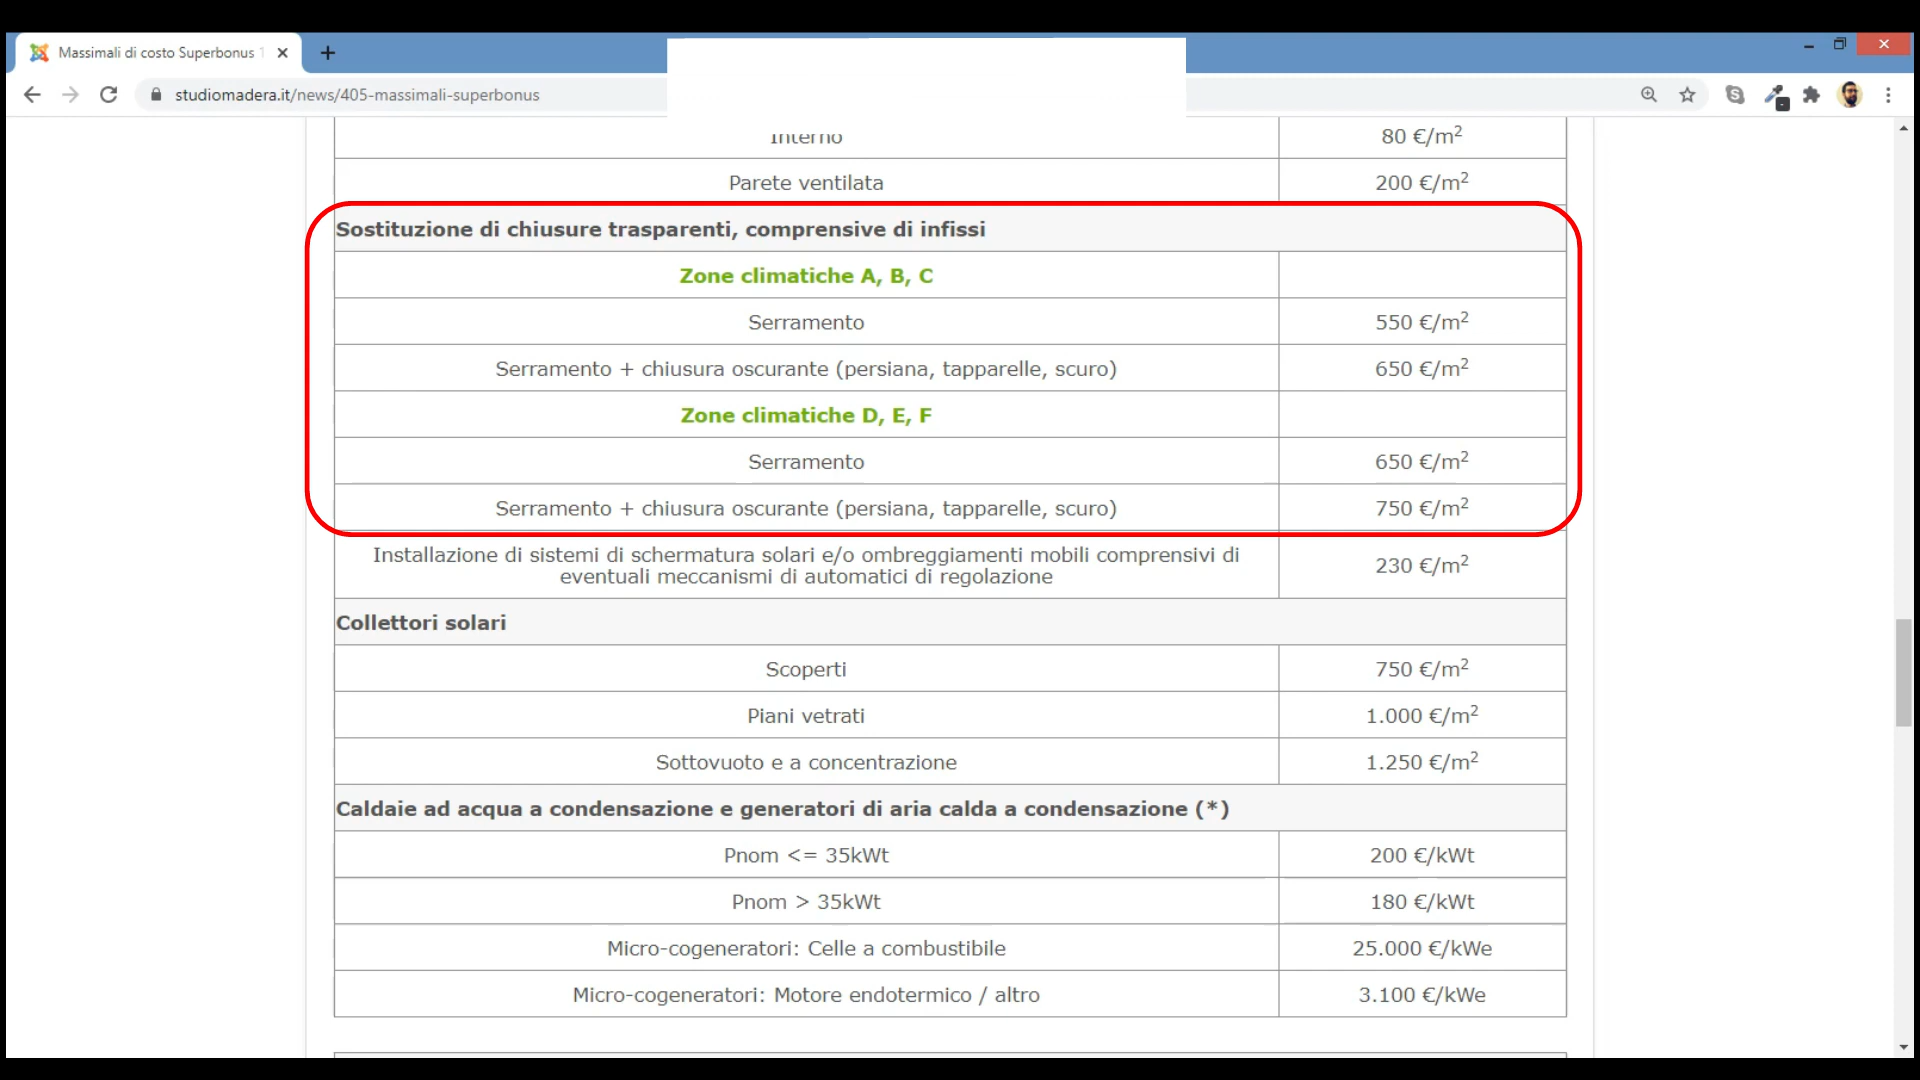 Massimali di costo Superbonus 1
studiomadera.it/news/405-massimali-superbonus
Interno 80 €/m²
Parete ventilata 200 €/m²
Sostituzione di chiusure trasparenti, comprensive di infissi
Zone climatiche A, B, C
Serramento 550 €/m²
Serramento + chiusura oscurante (persiana, tapparelle, scuro) 650 €/m²
Zone climatiche D, E, F
Serramento 650 €/m²
Serramento + chiusura oscurante (persiana, tapparelle, scuro) 750 €/m²
Installazione di sistemi di schermatura solari e/o ombreggiamenti mobili comprensivi di
eventuali meccanismi di automatici di regolazione 230 €/m²
Collettori solari
Scoperti 750 €/m²
Piani vetrati 1.000 €/m²
Sottovuoto e a concentrazione 1.250 €/m²
Caldaie ad acqua a condensazione e generatori di aria calda a condensazione (*)
Pnom <= 35kWt 200 €/kWt
Pnom > 35kWt 180 €/kWt
Micro-cogeneratori: Celle a combustibile 25.000 €/kWe
Micro-cogeneratori: Motore endotermico / altro 3.100 €/kWe